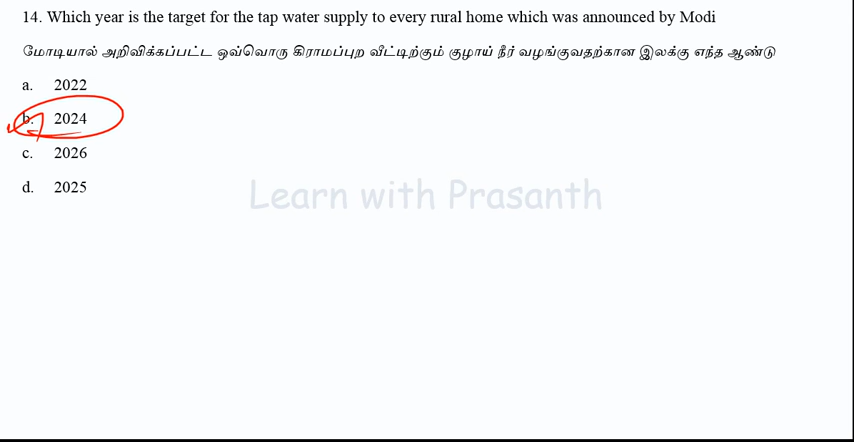 14. Which year is the target for the tap water supply to every rural home which was announced by Modi
மோடியால் அறிவிக்கப்பட்ட ஒவ்வொரு கிராமப்புற வீட்டிற்கும் குழாய் நீர் வழங்குவதற்கான இலக்கு எந்த ஆண்டு
a. 2022
b. 2024
c. 2026
d. 2025
Learn with Prasanth